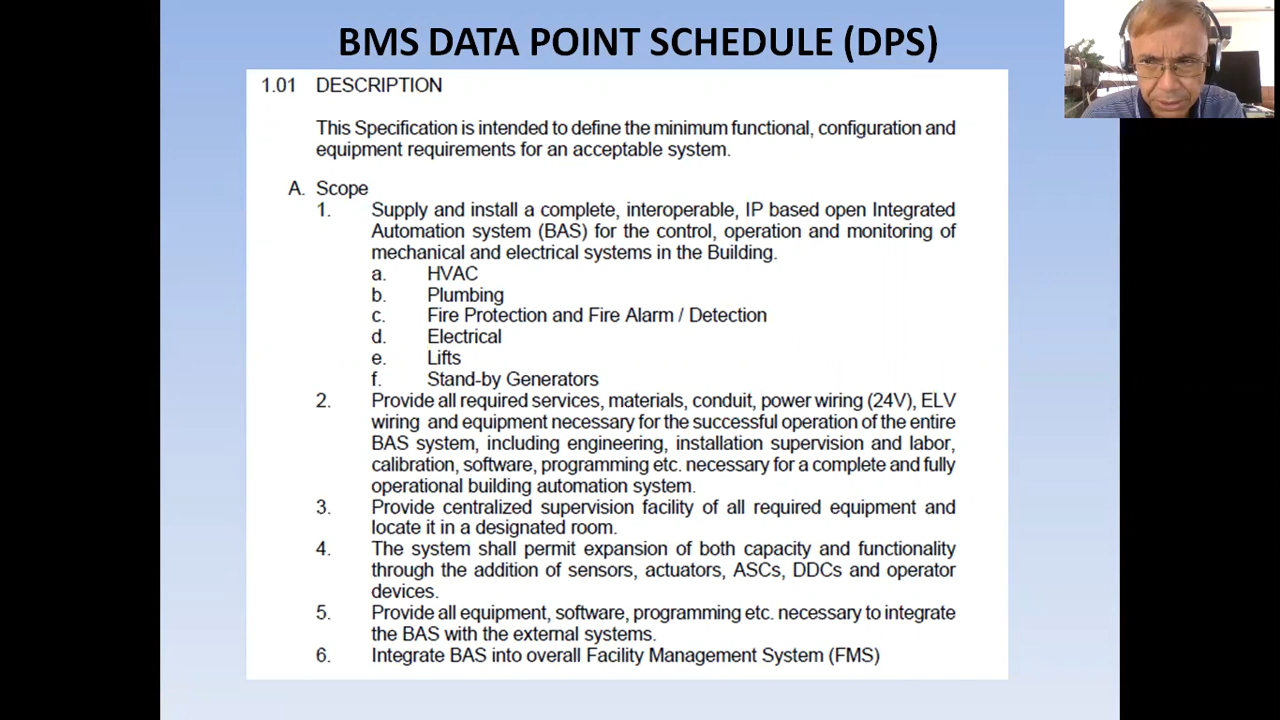 BMS DATA POINT SCHEDULE (DPS)
1.01 DESCRIPTION
This Specification is intended to define the minimum functional, configuration and
equipment requirements for an acceptable system.
A. Scope
1. Supply and install a complete, interoperable, IP based open Integrated
Automation system (BAS) for the control, operation and monitoring of
mechanical and electrical systems in the Building.
a. HVAC
b. Plumbing
c. Fire Protection and Fire Alarm / Detection
d. Electrical
e. Lifts
f. Stand-by Generators
2. Provide all required services, materials, conduit, power wiring (24V), ELV
wiring and equipment necessary for the successful operation of the entire
BAS system, including engineering, installation supervision and labor,
calibration, software, programming etc. necessary for a complete and fully
operational building automation system.
3. Provide centralized supervision facility of all required equipment and
locate it in a designated room.
4. The system shall permit expansion of both capacity and functionality
through the addition of sensors, actuators, ASCs, DDCs and operator
devices.
5. Provide all equipment, software, programming etc. necessary to integrate
the BAS with the external systems.
6. Integrate BAS into overall Facility Management System (FMS)